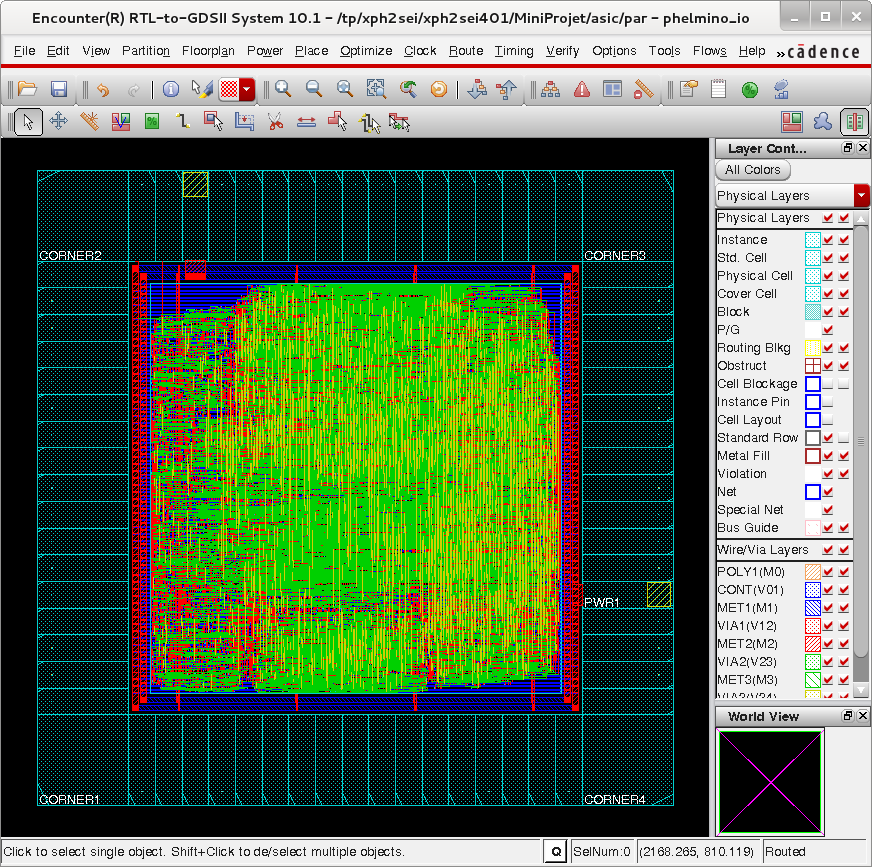 Encounter(R) RTL-to-GDSII System 10.1 - /tp/xph2sei/xph2sei401/MiniProjet/asic/par - phelmino_io
File Edit View Partition Floorplan Power Place Optimize Clock Route Timing Verify Options Tools Flows Help » cādence
Layer Cont...
All Colors
Physical Layers
Physical Layers
Instance
Std. Cell
Physical Cell
Cover Cell
Block
P/G
Routing Blkg
Obstruct
Cell Blockage
Instance Pin
Cell Layout
Standard Row
Metal Fill
Violation
Net
Special Net
Bus Guide
Wire/Via Layers
POLY1(M0)
CONT(V01)
MET1(M1)
VIA1(V12)
MET2(M2)
VIA2(V23)
MET3(M3)
VIA3(V34)
World View
CORNER2
CORNER3
PWR1
CORNER1
CORNER4
Click to select single object. Shift+Click to de/select multiple objects.
Q
SelNum:0
(2168.265, 810.119)
Routed